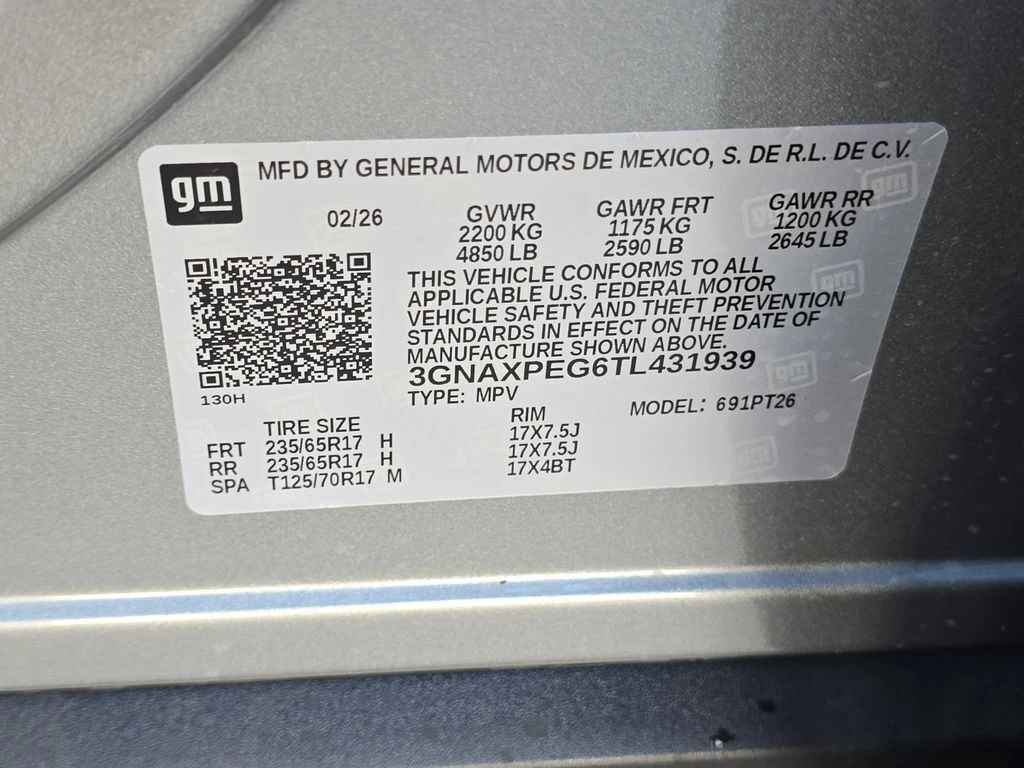 gm
MFD BY GENERAL MOTORS DE MEXICO, S. DE R.L. DE C.V.
02/26
GVWR GAWR FRT GAWR RR
2200 KG 1175 KG 1200 KG
4850 LB 2590 LB 2645 LB
THIS VEHICLE CONFORMS TO ALL
APPLICABLE U.S. FEDERAL MOTOR
VEHICLE SAFETY AND THEFT PREVENTION
STANDARDS IN EFFECT ON THE DATE OF
MANUFACTURE SHOWN ABOVE.
3GNAXPEG6TL431939
130H
TYPE: MPV MODEL: 691PT26
TIRE SIZE RIM
FRT 235/65R17 H 17X7.5J
RR 235/65R17 H 17X7.5J
SPA T125/70R17 M 17X4BT